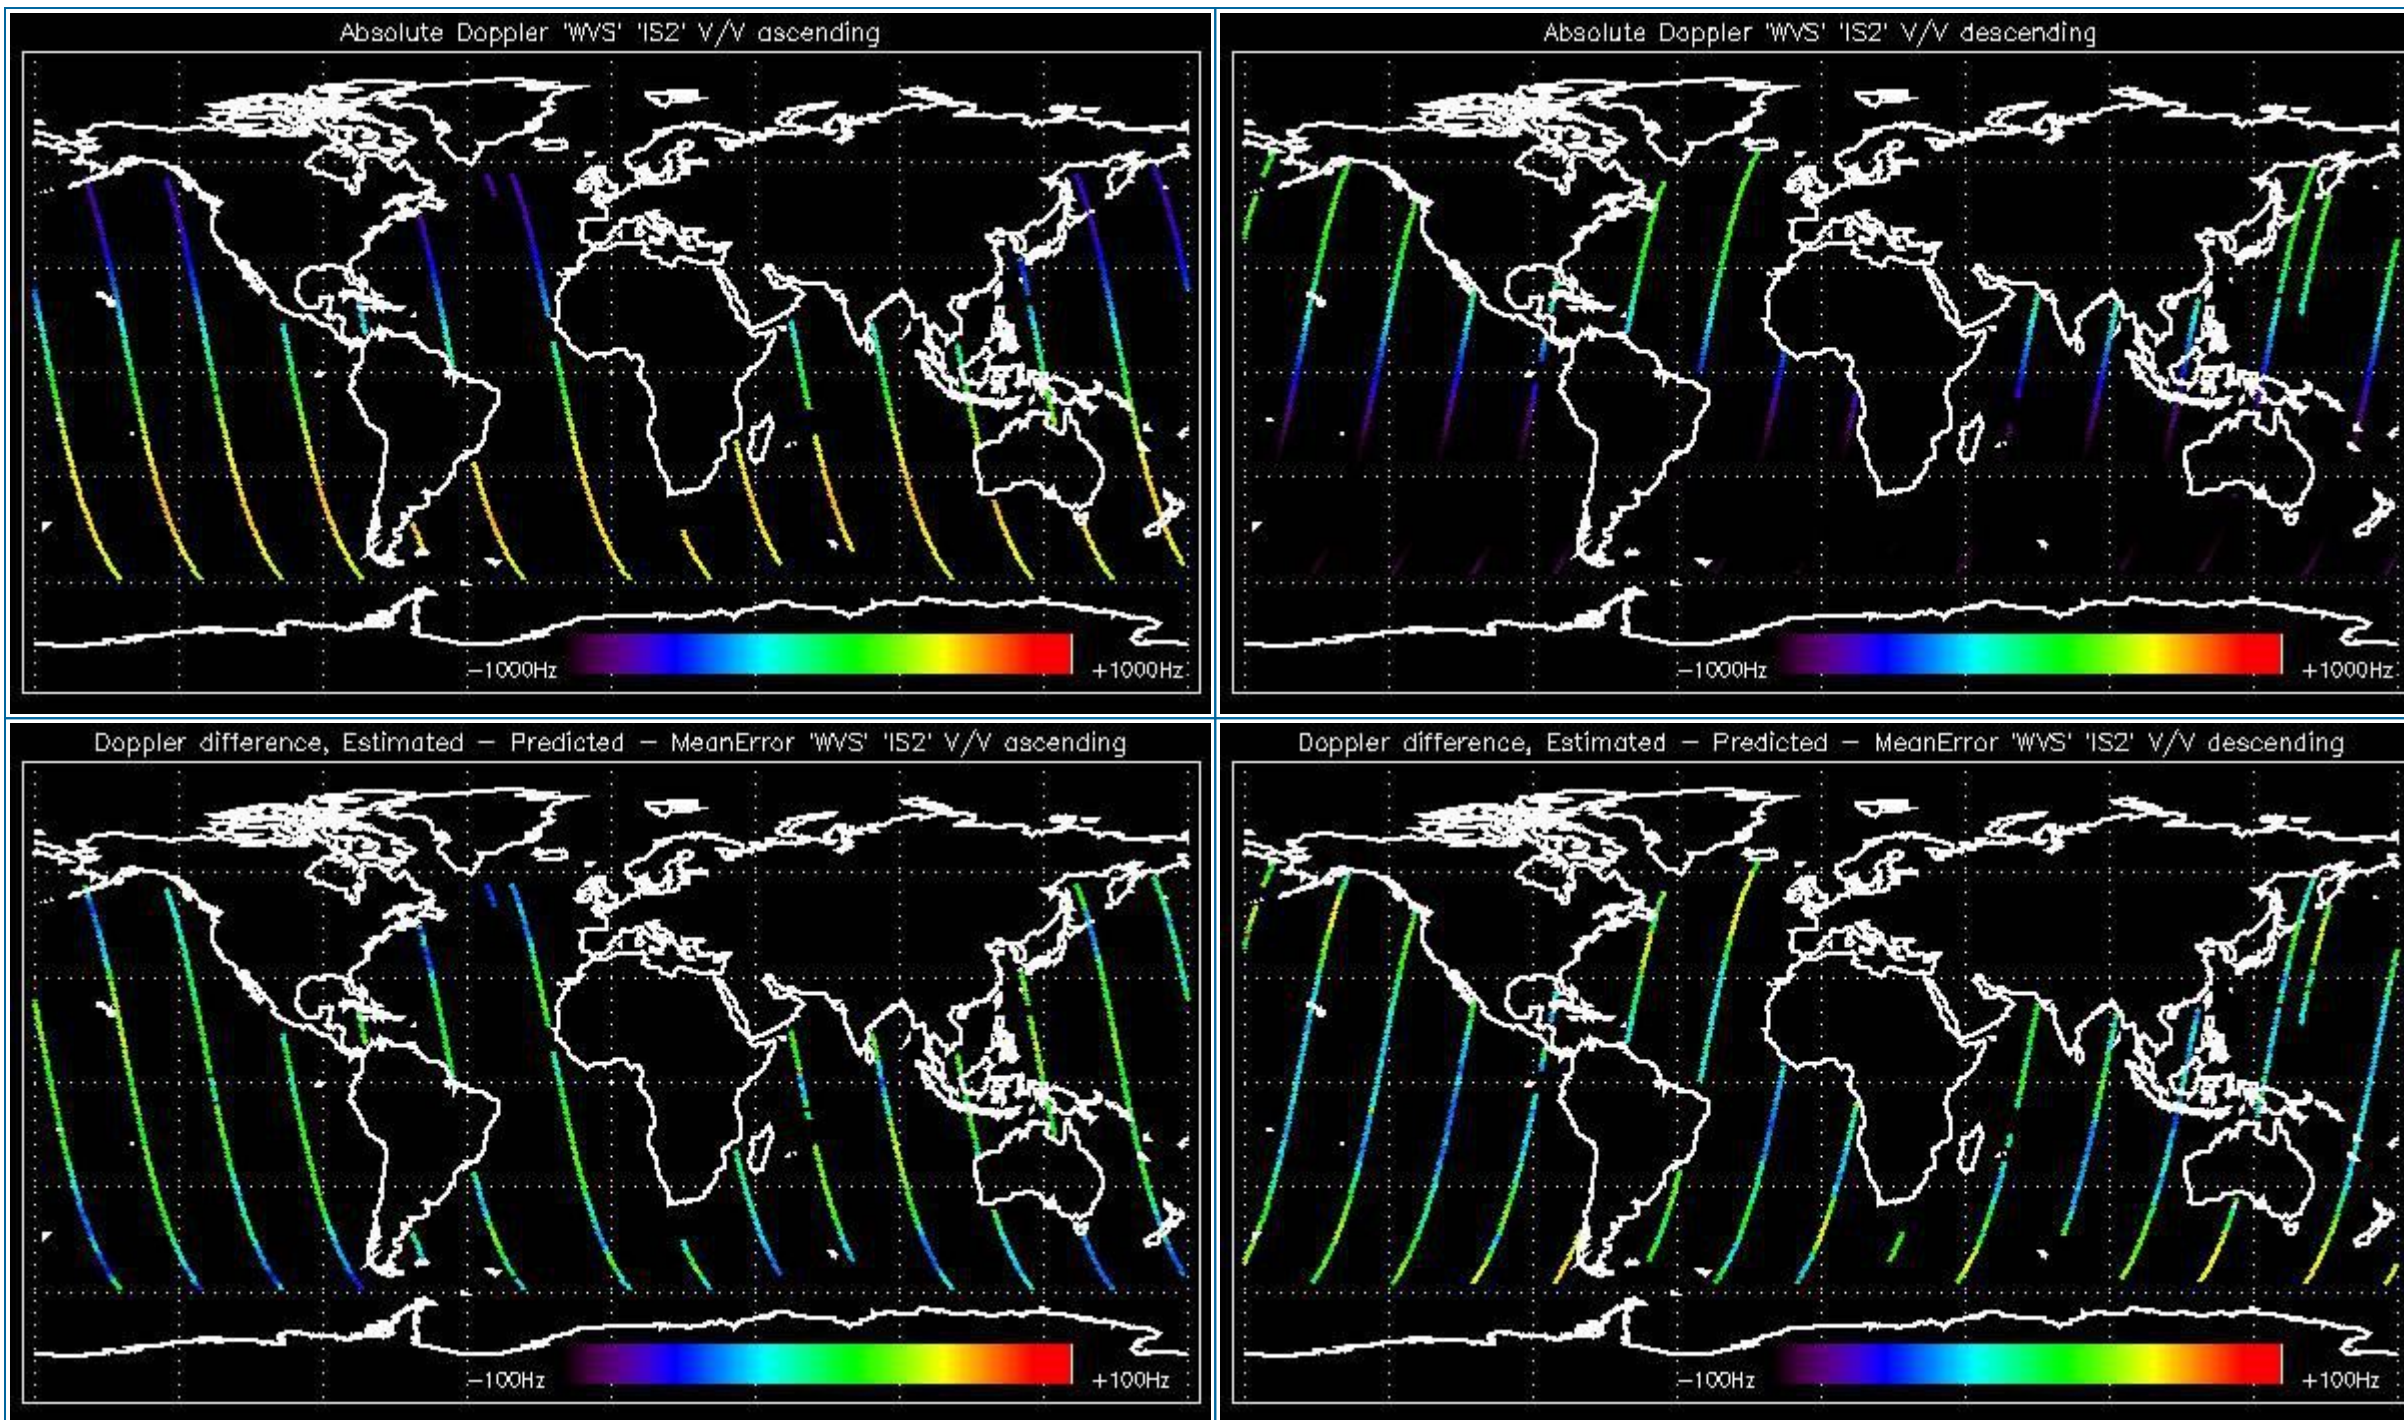 Absolute Doppler 'WVS' 'IS2' V/V ascending
-1000Hz
+1000Hz
Absolute Doppler 'WVS' 'IS2' V/V descending
-1000Hz
+1000Hz
Doppler difference, Estimated - Predicted - MeanError 'WVS' 'IS2' V/V ascending
-100Hz
+100Hz
Doppler difference, Estimated - Predicted - MeanError 'WVS' 'IS2' V/V descending
-100Hz
+100Hz